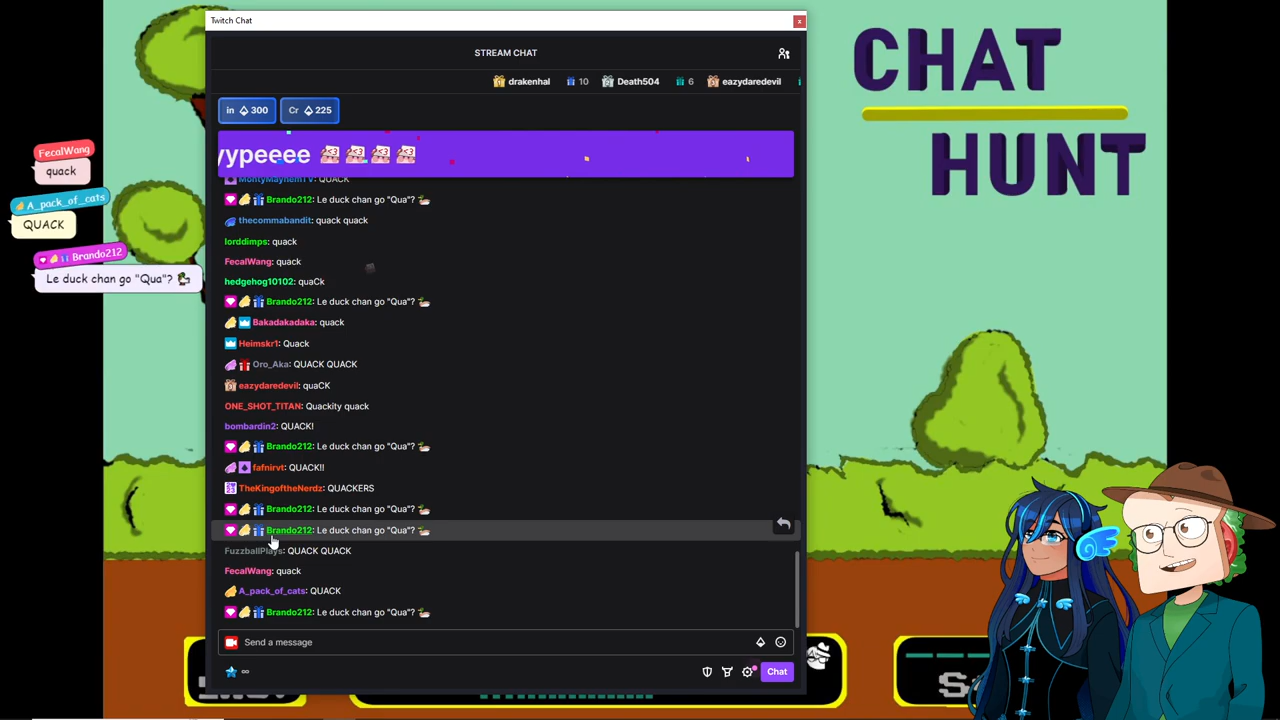 Twitch Chat
STREAM CHAT
drakenhal 10 Death504 6 eazydaredevil
in 300 Cr 225
ypeeee
MontyMayhemTV: QUACK
Brando212: Le duck chan go "Qua"?
thecommabandit: quack quack
lorddimps: quack
FecalWang: quack
hedgehog10102: quaCk
Brando212: Le duck chan go "Qua"?
Bakadakadaka: quack
Heimskr1: Quack
Oro_Aka: QUACK QUACK
eazydaredevil: quaCK
ONE_SHOT_TITAN: Quackity quack
bombardin2: QUACK!
Brando212: Le duck chan go "Qua"?
fafnirvt: QUACK!!
TheKingoftheNerdz: QUACKERS
Brando212: Le duck chan go "Qua"?
Brando212: Le duck chan go "Qua"?
FuzzballPlays: QUACK QUACK
FecalWang: quack
A_pack_of_cats: QUACK
Brando212: Le duck chan go "Qua"?
Send a message
Chat
FecalWang
quack
A_pack_of_cats
QUACK
Brando212
Le duck chan go "Qua"?
CHAT
HUNT